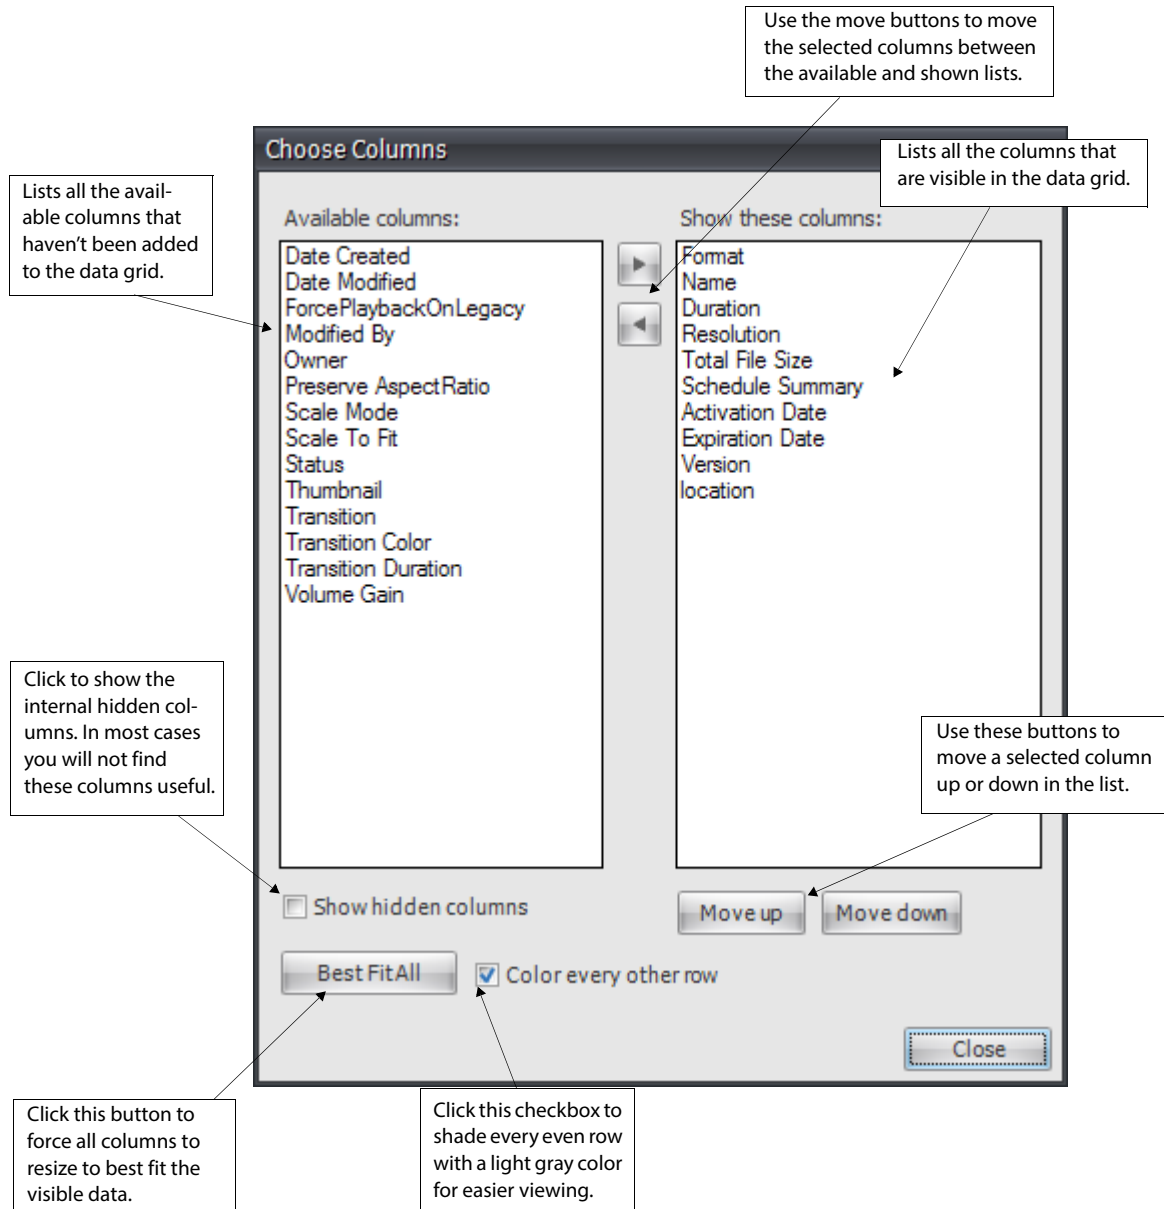 Use the move buttons to move
the selected columns between
the available and shown lists.
Choose Columns
Lists all the columns that
are visible in the data grid.
Lists all the avail-
able columns that
haven't been added
to the data grid.
Available columns:
Date Created
Date Modified
ForcePlaybackOnLegacy
Modified By
Owner
Preserve AspectRatio
Scale Mode
Scale To Fit
Status
Thumbnail
Transition
Transition Color
Transition Duration
Volume Gain
Show these columns:
Format
Name
Duration
Resolution
Total File Size
Schedule Summary
Activation Date
Expiration Date
Version
location
Click to show the
internal hidden col-
umns. In most cases
you will not find
these columns useful.
Use these buttons to
move a selected column
up or down in the list.
Show hidden columns
Move up
Move down
Best Fit All
Color every other row
Close
Click this button to
force all columns to
resize to best fit the
visible data.
Click this checkbox to
shade every even row
with a light gray color
for easier viewing.